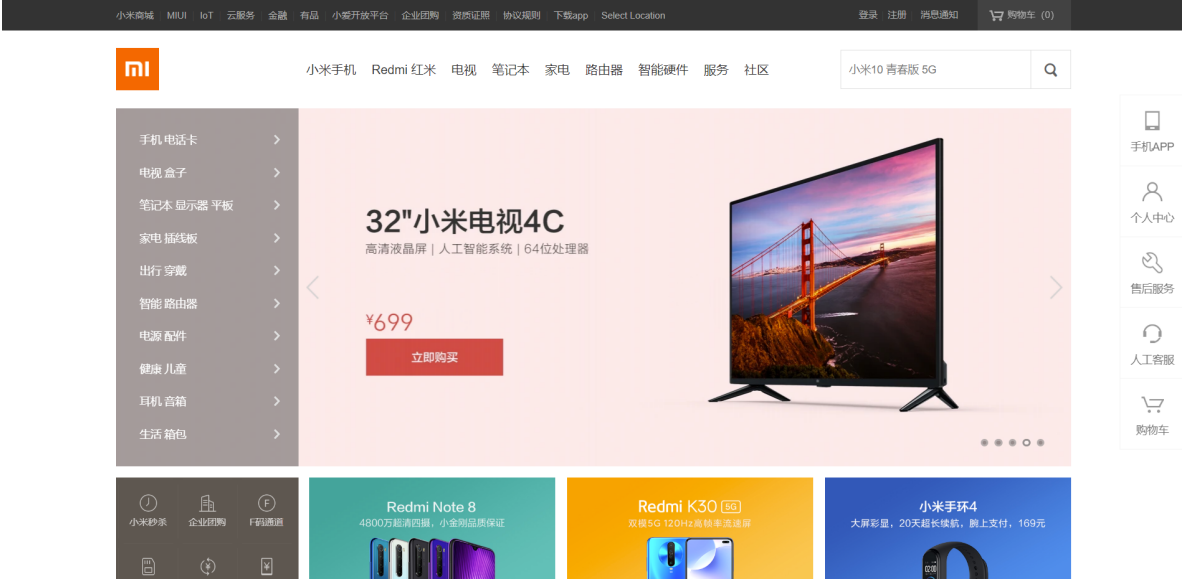 小米商城 MIUI IoT 云服务 金融 有品 小爱开放平台 企业团购 资质证照 协议规则 下载app Select Location 登录 注册 消息通知 购物车 (0)
小米手机 Redmi 红米 电视 笔记本 家电 路由器 智能硬件 服务 社区 小米10 青春版 5G
手机 电话卡
电视 盒子
笔记本 显示器 平板
家电 插线板
出行 穿戴
智能 路由器
电源 配件
健康 儿童
耳机 音箱
生活 箱包
32"小米电视4C
高清液晶屏 | 人工智能系统 | 64位处理器
¥699
立即购买
手机APP
个人中心
售后服务
人工客服
购物车
小米秒杀 企业团购 F码通道
Redmi Note 8
4800万超清四摄，小金刚品质保证
Redmi K30 5G
双模5G 120Hz高帧率流速屏
小米手环4
大屏彩显，20天超长续航，腕上支付，169元